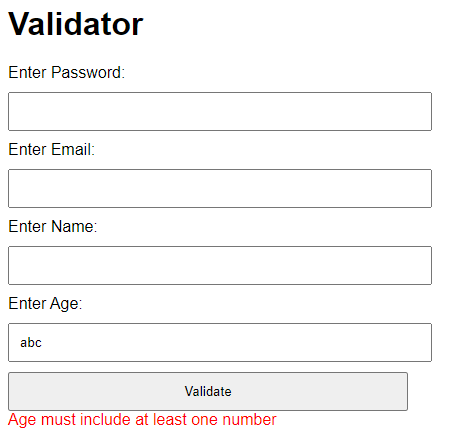 Validator
Enter Password:
Enter Email:
Enter Name:
Enter Age:
abc
Validate
Age must include at least one number